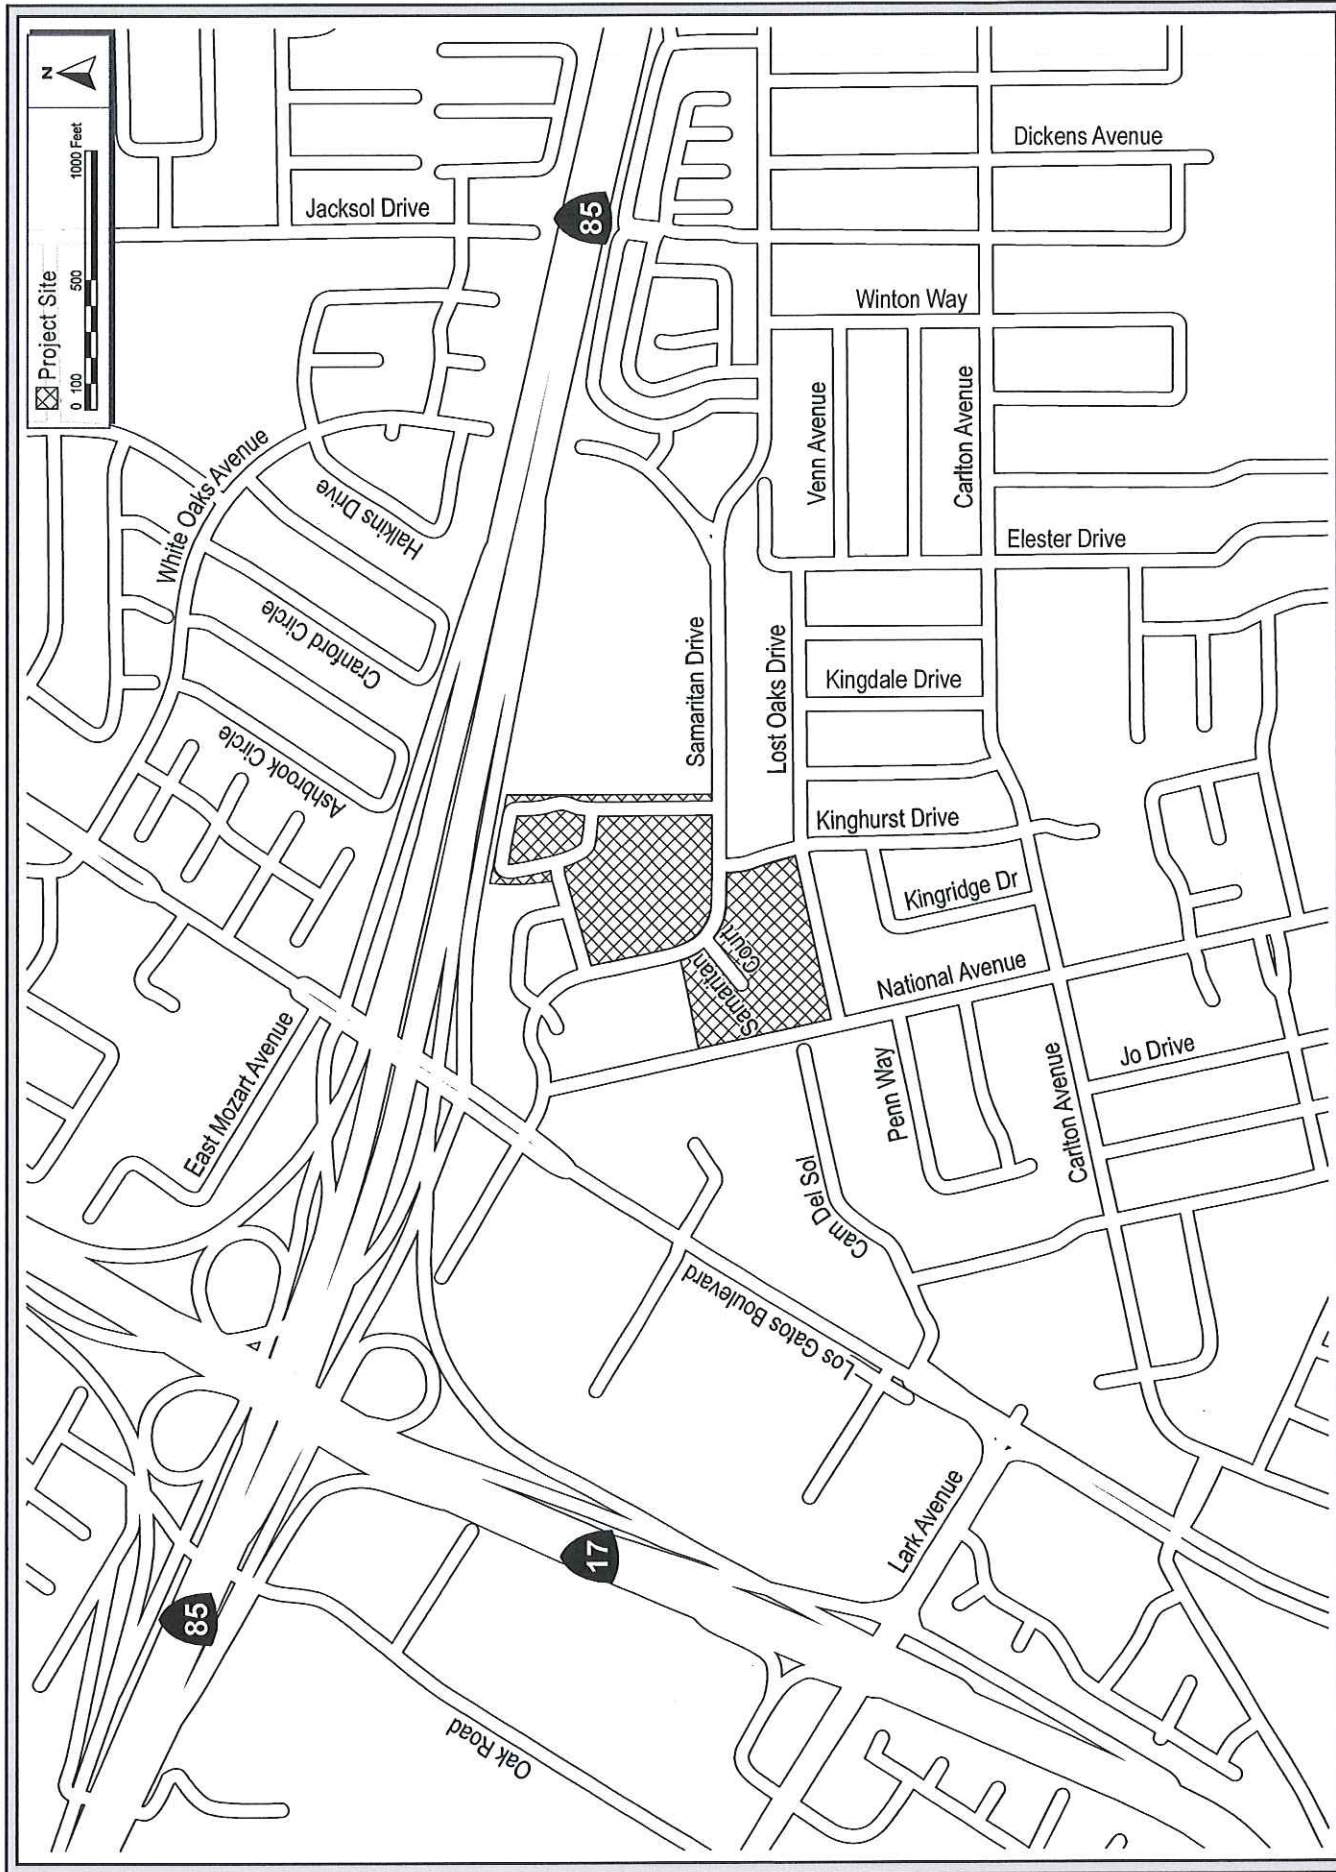 N
Project Site
0 100 500 1000 Feet
Jacksol Drive
85
Dickens Avenue
Winton Way
Venn Avenue
Carlton Avenue
White Oaks Avenue
Halkins Drive
Cranford Circle
Ashbrook Circle
Elester Drive
Samaritan Drive
Lost Oaks Drive
Kingdale Drive
Kinghurst Drive
Kingridge Dr
Samaritan
Court
National Avenue
East Mozart Avenue
Penn Way
Jo Drive
Carlton Avenue
Cam Del Sol
Los Gatos Boulevard
Lark Avenue
17
85
Oak Road